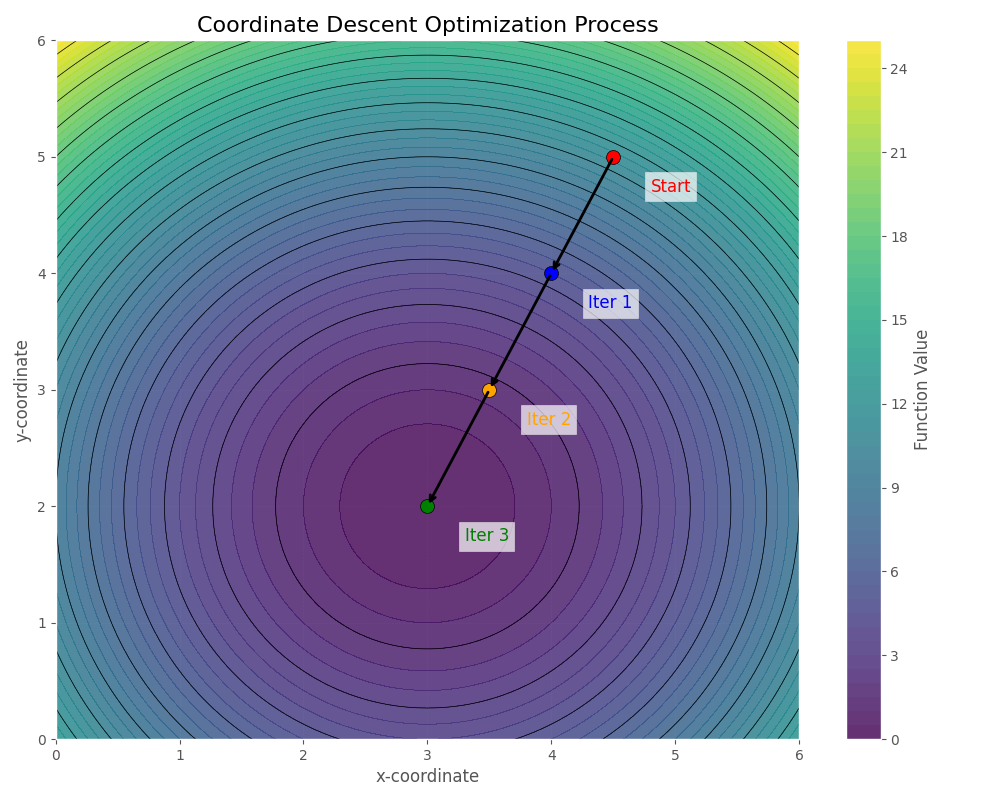 Coordinate Descent Optimization Process
6
5
4
3
2
1
0
y-coordinate
0 1 2 3 4 5 6
x-coordinate
Start
Iter 1
Iter 2
Iter 3
24
21
18
15
12
9
6
3
0
Function Value